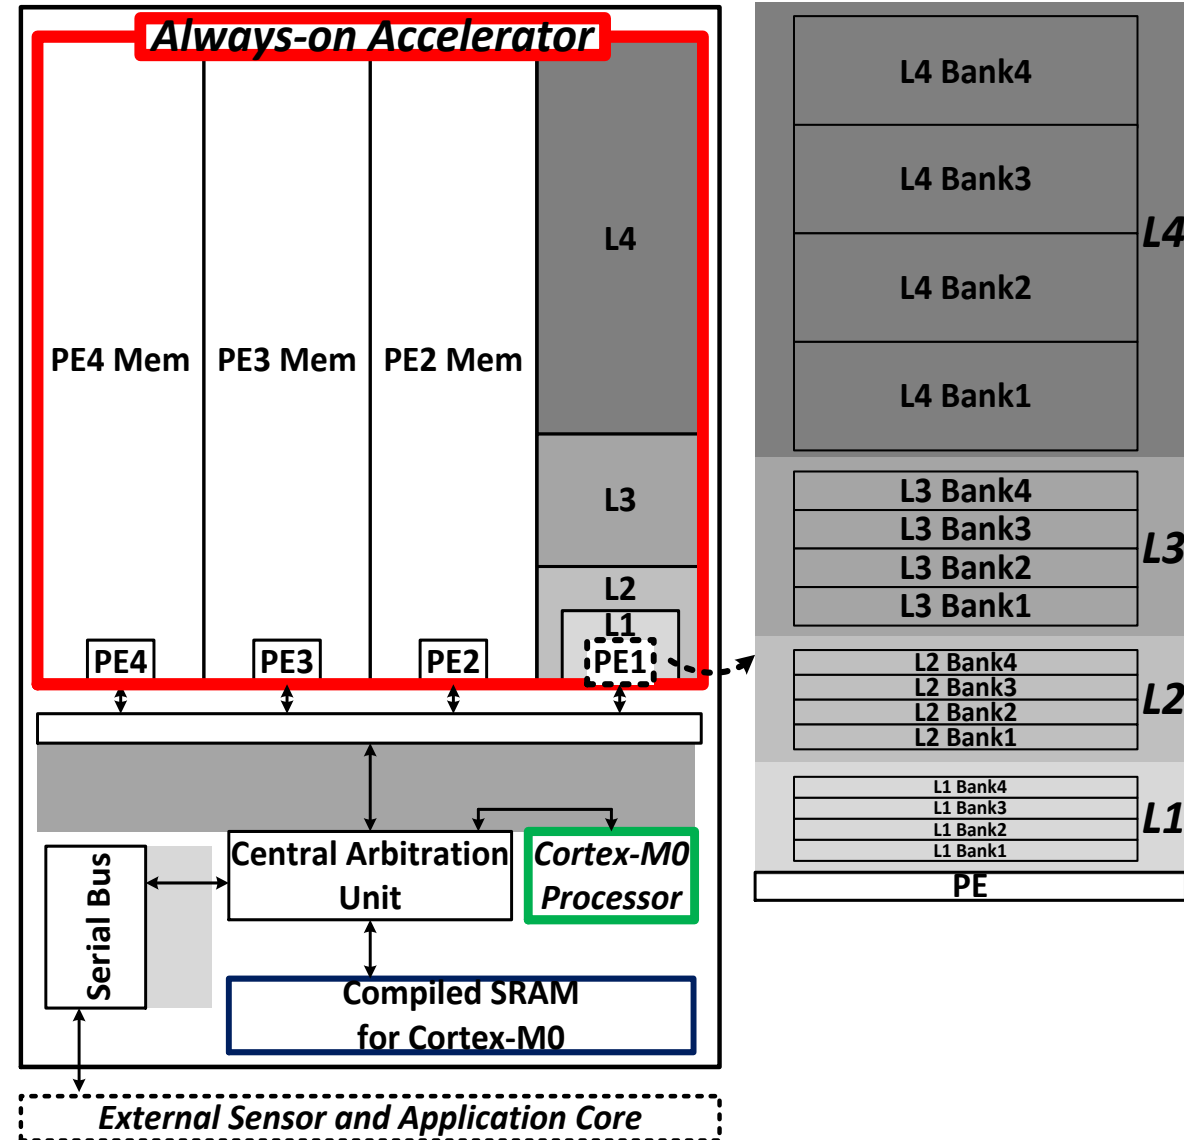 Always-on Accelerator
L4
PE4 Mem
PE3 Mem
PE2 Mem
L3
L2
L1
PE4
PE3
PE2
PE1
Central Arbitration
Unit
Cortex-M0
Processor
Serial Bus
Compiled SRAM
for Cortex-M0
External Sensor and Application Core
L4 Bank4
L4 Bank3
L4 Bank2
L4 Bank1
L4
L3 Bank4
L3 Bank3
L3 Bank2
L3 Bank1
L3
L2 Bank4
L2 Bank3
L2 Bank2
L2 Bank1
L2
L1 Bank4
L1 Bank3
L1 Bank2
L1 Bank1
L1
PE